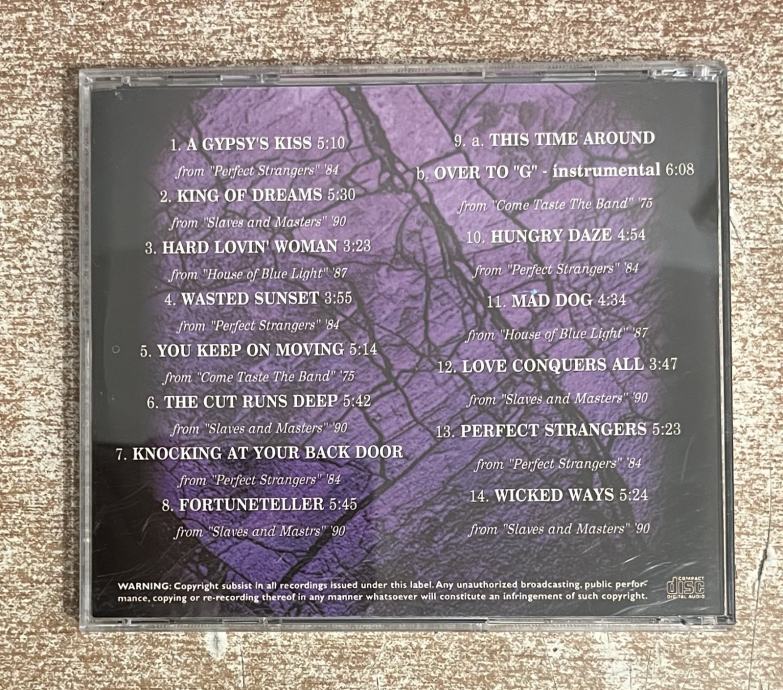 1. A GYPSY'S KISS 5:10
from "Perfect Strangers" '84
2. KING OF DREAMS 5:30
from "Slaves and Masters" '90
3. HARD LOVIN' WOMAN 3:23
from "House of Blue Light" '87
4. WASTED SUNSET 3:55
from "Perfect Strangers" '84
5. YOU KEEP ON MOVING 5:14
from "Come Taste The Band" '75
6. THE CUT RUNS DEEP 5:42
from "Slaves and Masters" '90
7. KNOCKING AT YOUR BACK DOOR
from "Perfect Strangers" '84
8. FORTUNETELLER 5:45
from "Slaves and Mastrs" '90
9. a. THIS TIME AROUND
b. OVER TO "G" - instrumental 6:08
from "Come Taste The Band" '75
10. HUNGRY DAZE 4:54
from "Perfect Strangers" '84
11. MAD DOG 4:34
from "House of Blue Light" '87
12. LOVE CONQUERS ALL 3:47
from "Slaves and Masters" '90
13. PERFECT STRANGERS 5:23
from "Perfect Strangers" '84
14. WICKED WAYS 5:24
from "Slaves and Masters" '90
WARNING: Copyright subsist in all recordings issued under this label. Any unauthorized broadcasting, public perfor-
mance, copying or re-recording thereof in any manner whatsoever will constitute an infringement of such copyright.
COMPACT
disc
DIGITAL AUDIO